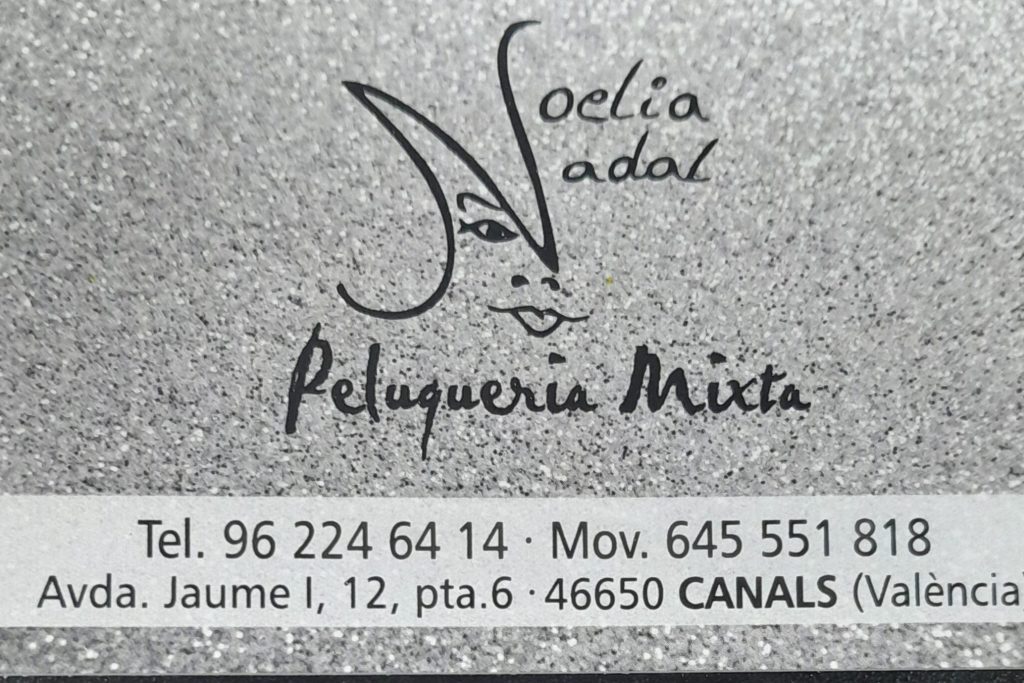 Noelia
Nadal
Peluqueria Mixta
Tel. 96 224 64 14 · Mov. 645 551 818
Avda. Jaume I, 12, pta.6 · 46650 CANALS (València)